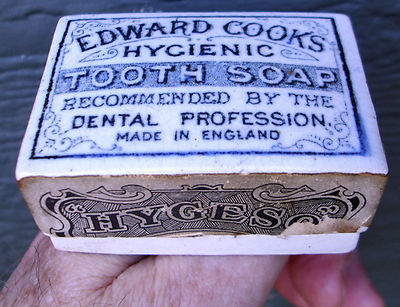 EDWARD COOKS
HYGIENIC
TOOTH SOAP
RECOMMENDED BY THE
DENTAL PROFESSION.
MADE IN ENGLAND
"HYGESO"